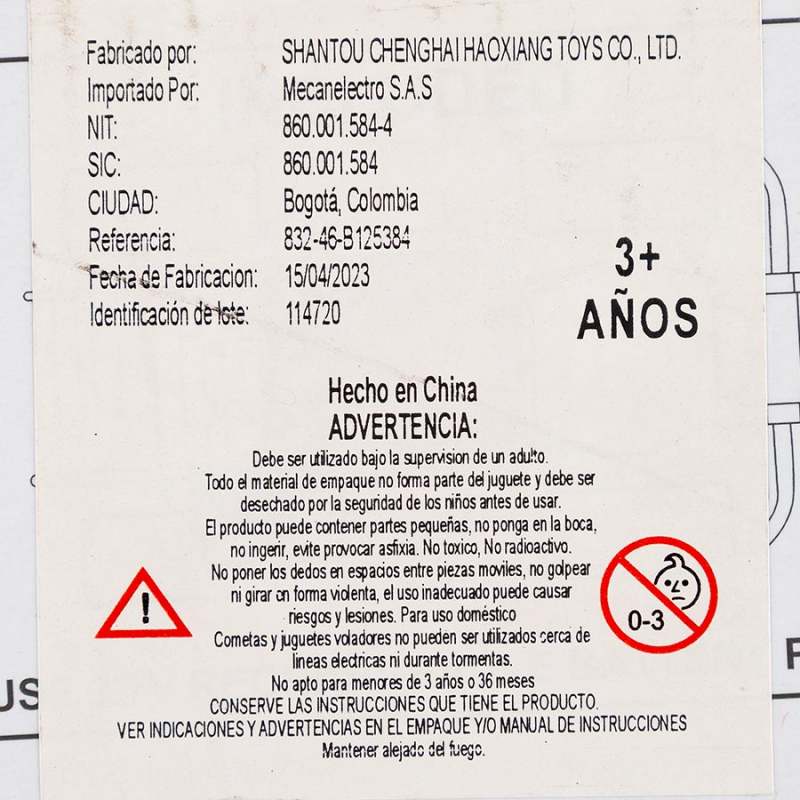 Fabricado por: SHANTOU CHENGHAI HAOXIANG TOYS CO., LTD.
Importado Por: Mecanelectro S.A.S
NIT: 860.001.584-4
SIC: 860.001.584
CIUDAD: Bogotá, Colombia
Referencia: 832-46-B125384
Fecha de Fabricacion: 15/04/2023
Identificación de lote: 114720
3+
AÑOS
Hecho en China
ADVERTENCIA:
Debe ser utilizado bajo la supervision de un adulto.
Todo el material de empaque no forma parte del juguete y debe ser
desechado por la seguridad de los niños antes de usar.
El producto puede contener partes pequeñas, no ponga en la boca,
no ingerir, evite provocar asfixia. No toxico, No radioactivo.
No poner los dedos en espacios entre piezas moviles, no golpear
ni girar en forma violenta, el uso inadecuado puede causar
riesgos y lesiones. Para uso doméstico
Cometas y juguetes voladores no pueden ser utilizados cerca de
lineas electricas ni durante tormentas.
No apto para menores de 3 años o 36 meses
CONSERVE LAS INSTRUCCIONES QUE TIENE EL PRODUCTO.
VER INDICACIONES Y ADVERTENCIAS EN EL EMPAQUE Y/O MANUAL DE INSTRUCCIONES
Mantener alejado del fuego.
!
0-3
US